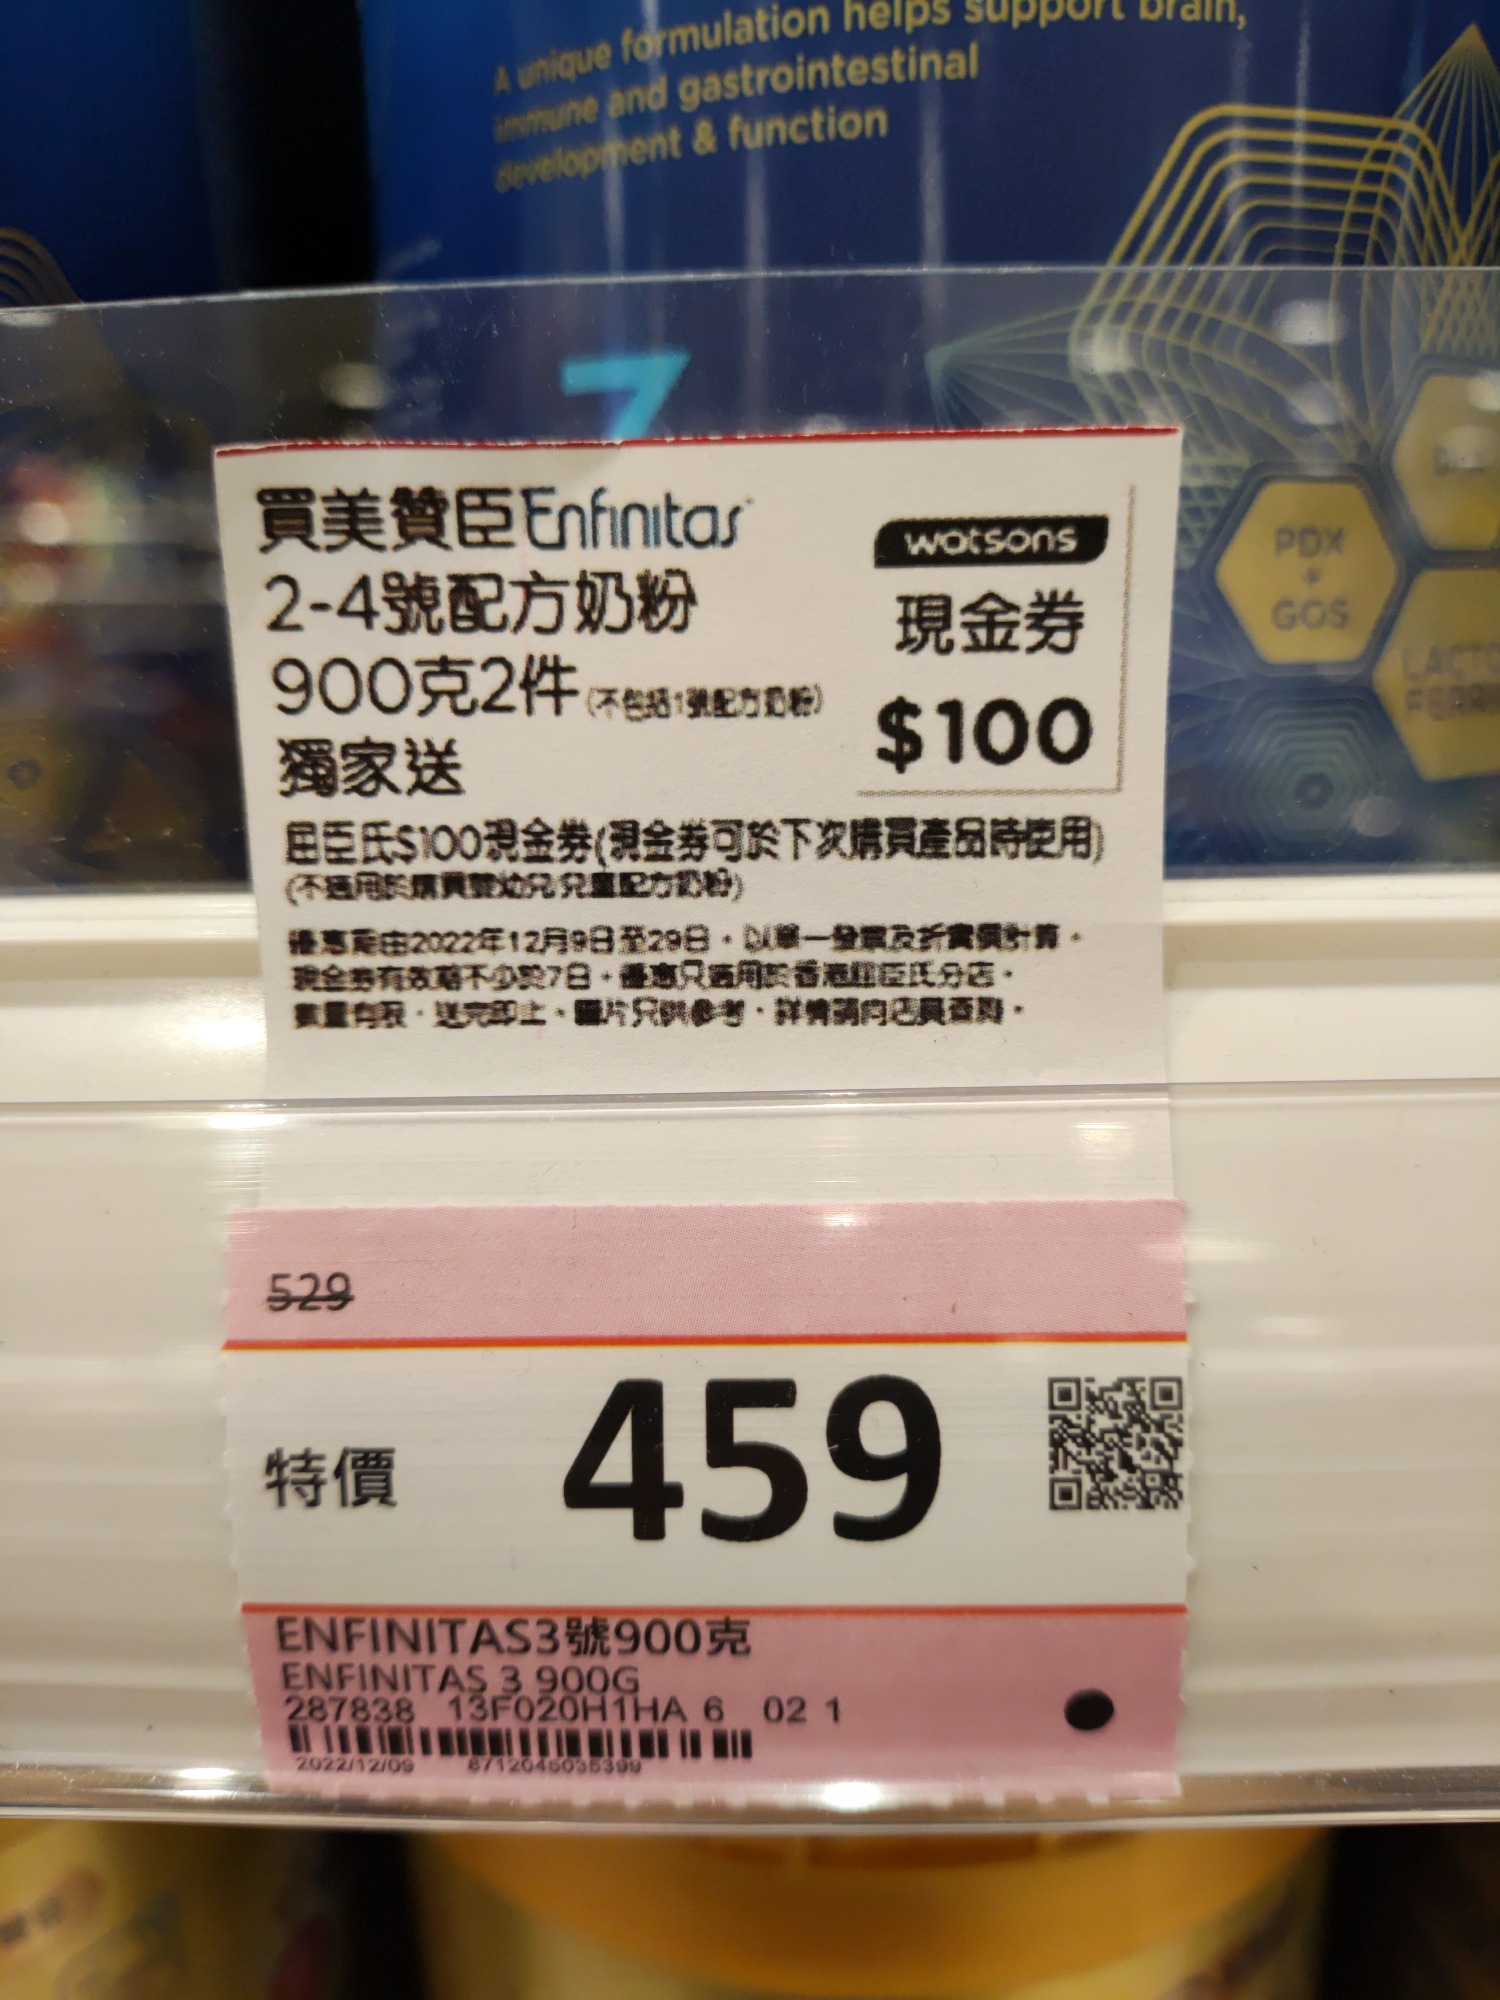 A unique formulation helps support brain,
immune and gastrointestinal
development & function
PDX
+
GOS
3
買美贊臣Enfinitas
2-4號配方奶粉
900克2件(不包括1號配方奶粉)
獨家送
watsons
現金券
$100
屈臣氏$100現金券(現金券可於下次購買產品時使用)
(不適用於購買嬰幼兒/兒童配方奶粉)
優惠期由2022年12月9日至29日。以單一發票及折實價計算。
現金券有效期不少於7日。優惠只適用於香港屈臣氏分店。
數量有限，送完即止。圖片只供參考，詳情請向店員查詢。
529
特價
459
ENFINITAS3號900克
ENFINITAS 3 900G
287838 13F020H1HA 6 02 1
2022/12/09 8712045035399